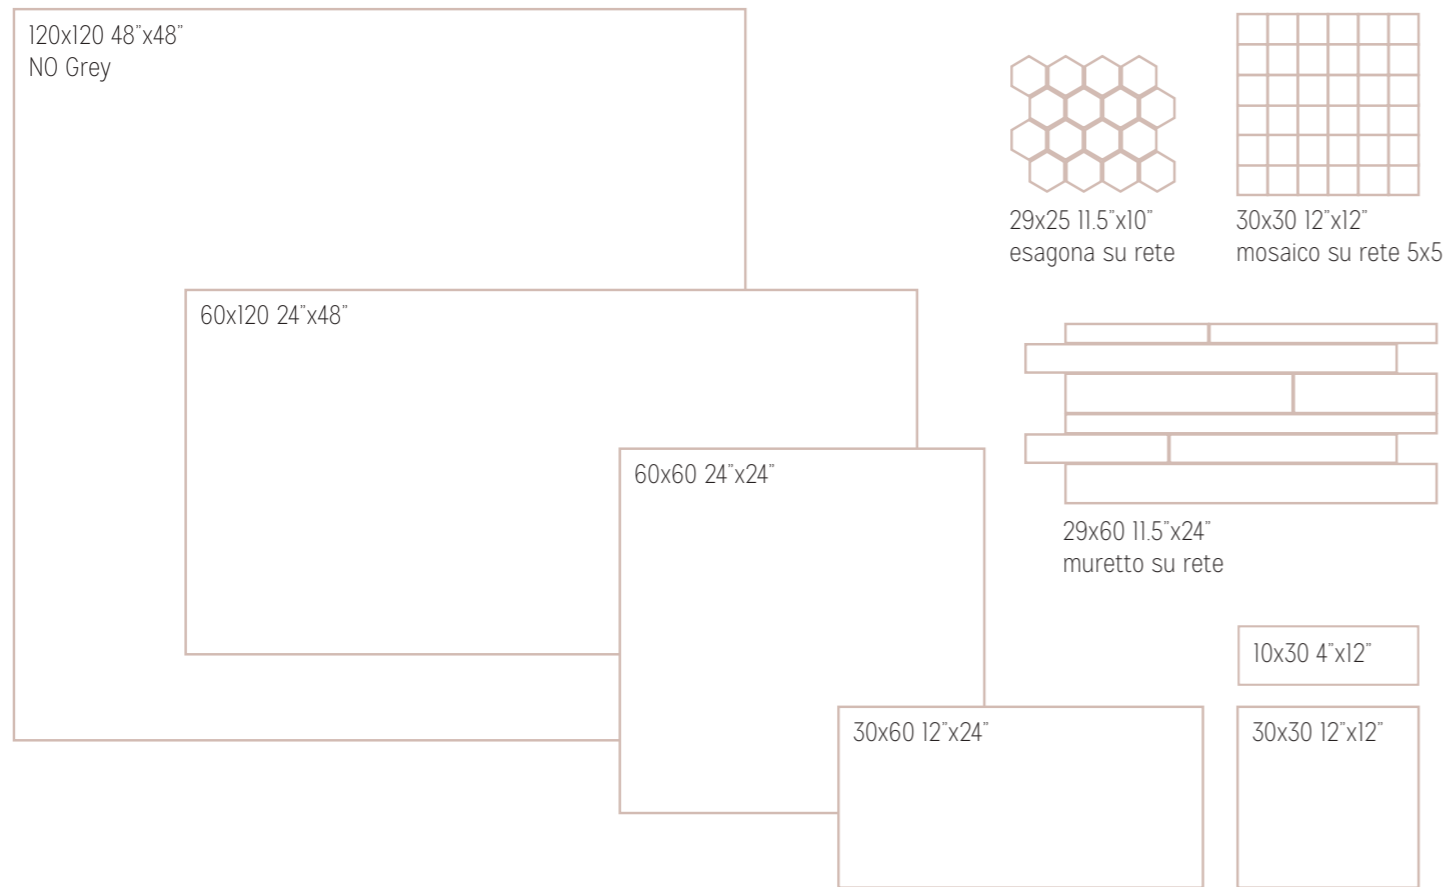 120x120 48"x48"
NO Grey
60x120 24"x48"
60x60 24"x24"
30x60 12"x24"
29x25 11.5"x10"
esagona su rete
30x30 12"x12"
mosaico su rete 5x5
29x60 11.5"x24"
muretto su rete
10x30 4"x12"
30x30 12"x12"